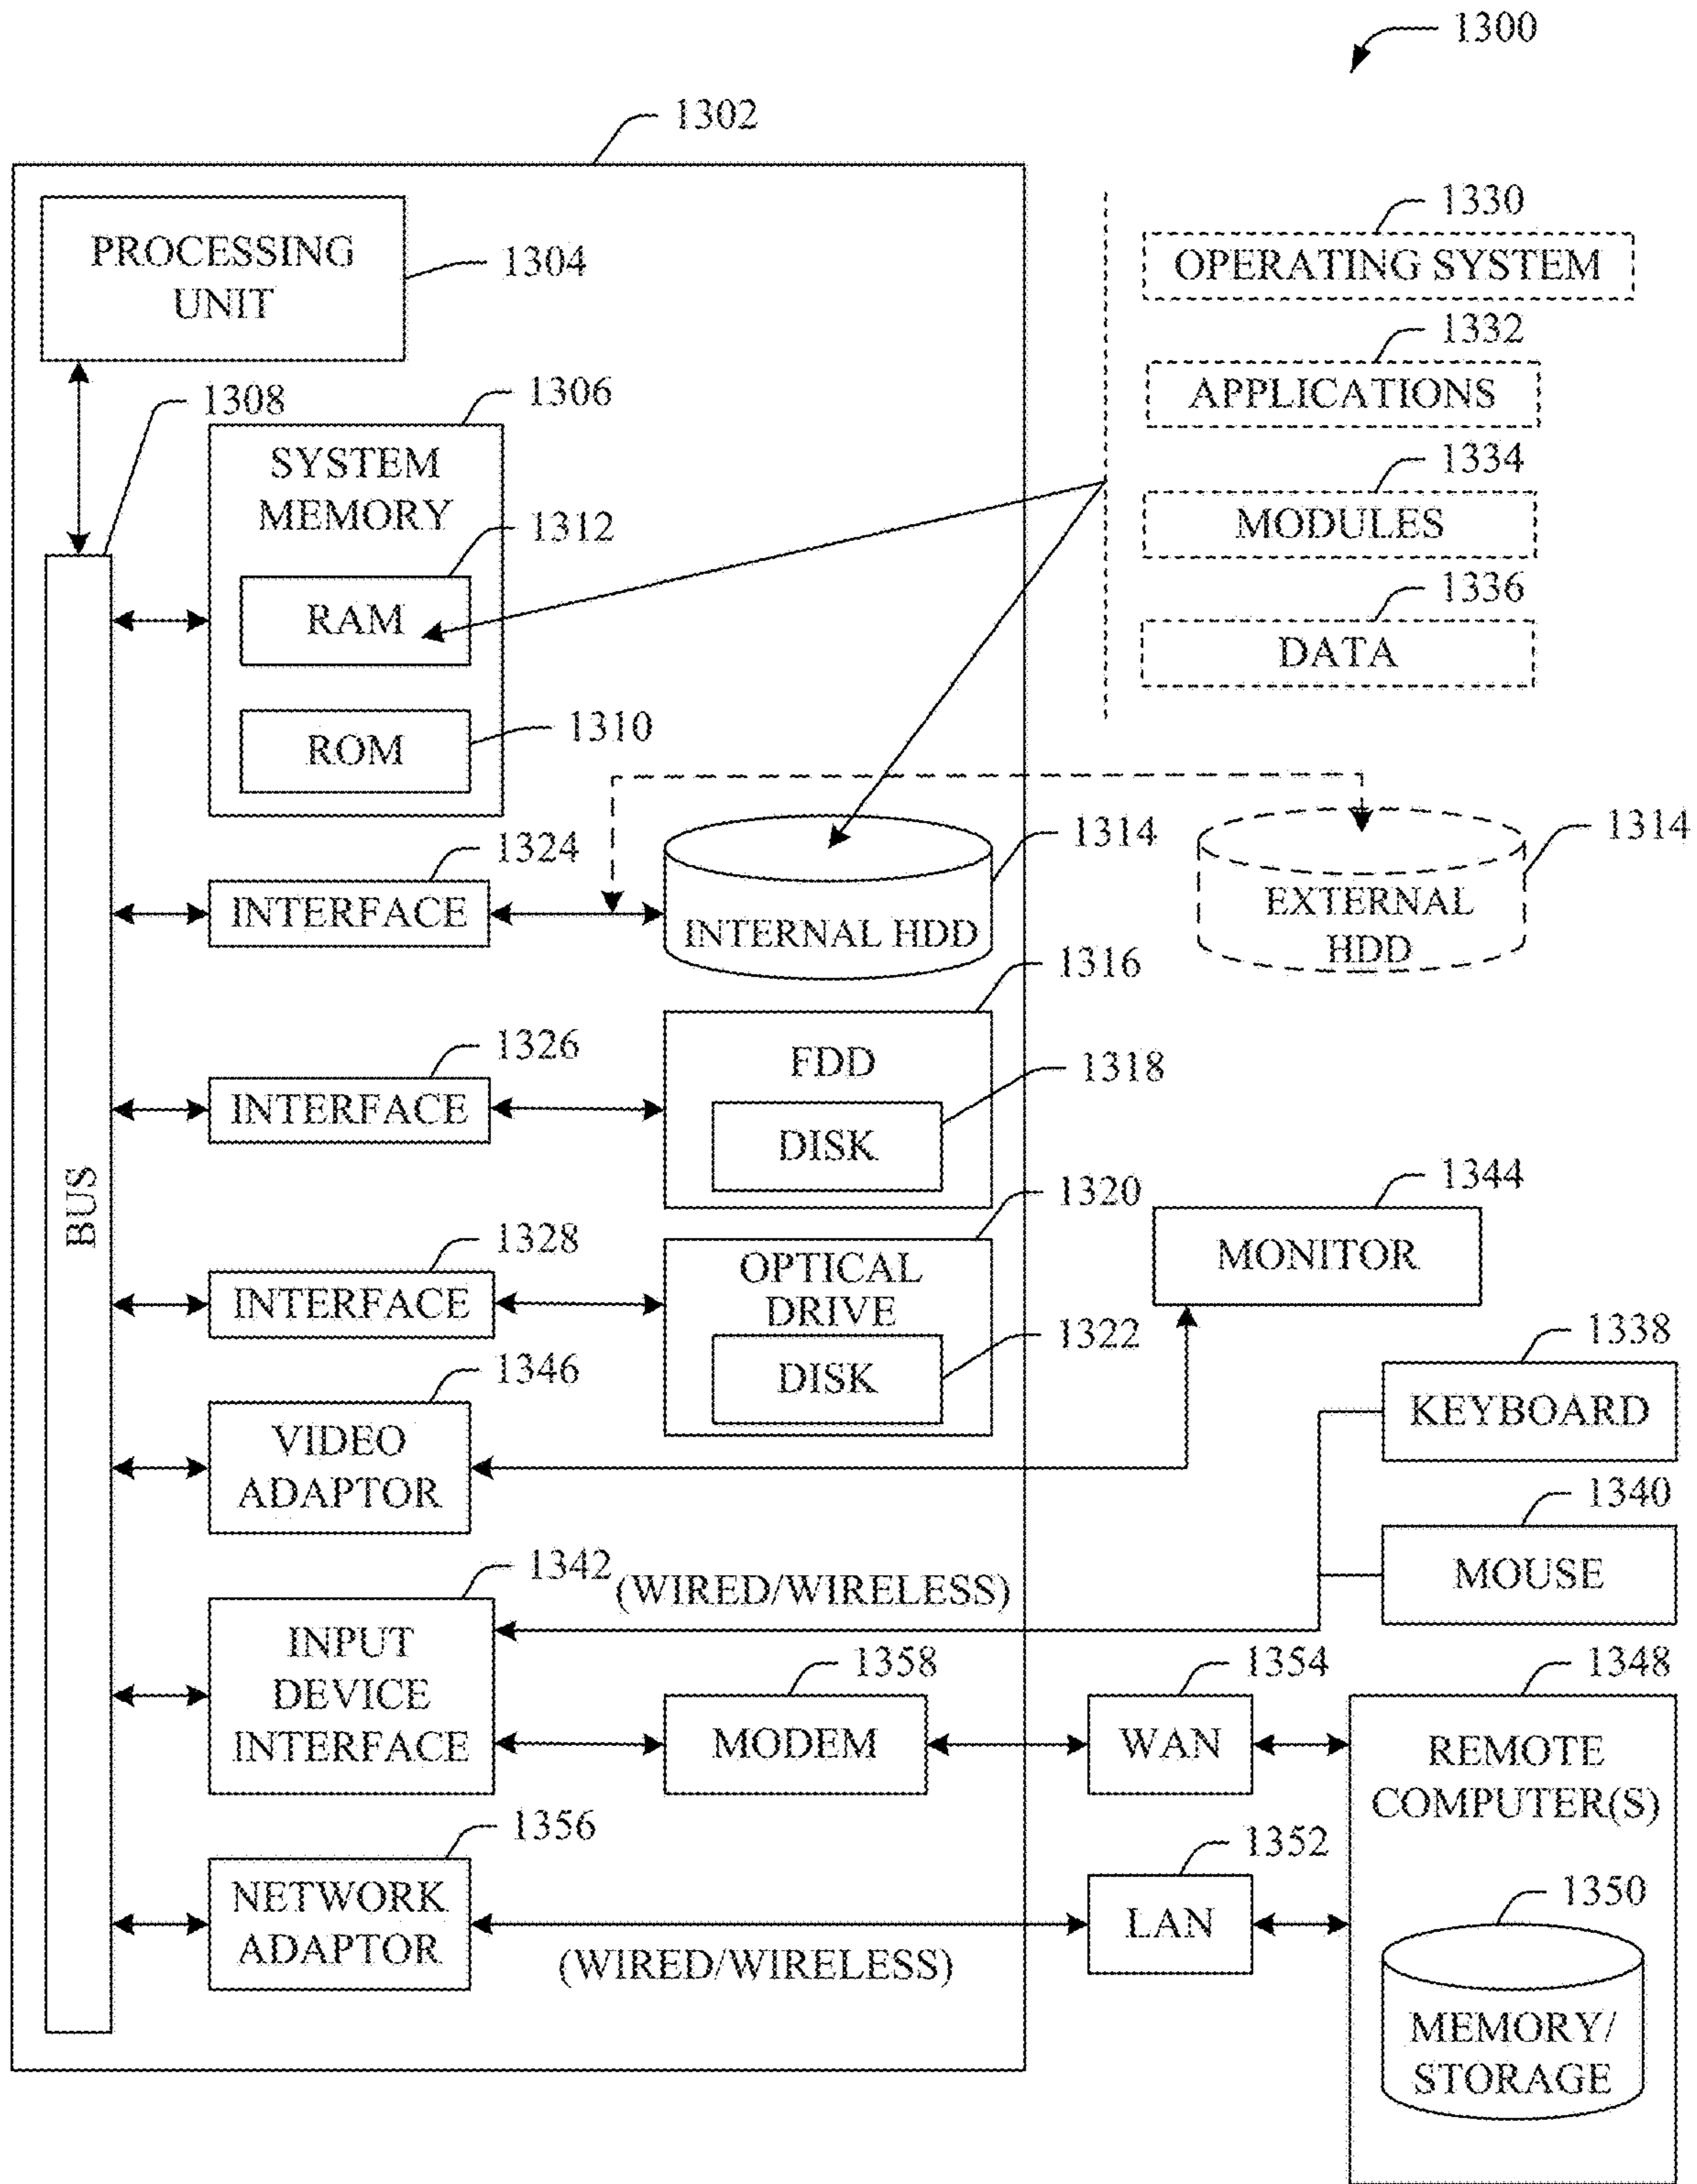 1300
1302
PROCESSING
UNIT
1304
1330
OPERATING SYSTEM
1332
APPLICATIONS
1334
MODULES
1336
DATA
1308
1306
SYSTEM
MEMORY
1312
RAM
1310
ROM
1324
INTERFACE
1314
INTERNAL HDD
1314
EXTERNAL
HDD
1316
1326
INTERFACE
FDD
1318
DISK
BUS
1320
1328
INTERFACE
OPTICAL
DRIVE
1322
DISK
1344
MONITOR
1346
VIDEO
ADAPTOR
1338
KEYBOARD
1340
MOUSE
1342
(WIRED/WIRELESS)
INPUT
DEVICE
INTERFACE
1358
MODEM
1354
WAN
1348
REMOTE
COMPUTER(S)
1356
NETWORK
ADAPTOR
(WIRED/WIRELESS)
1352
LAN
1350
MEMORY/
STORAGE